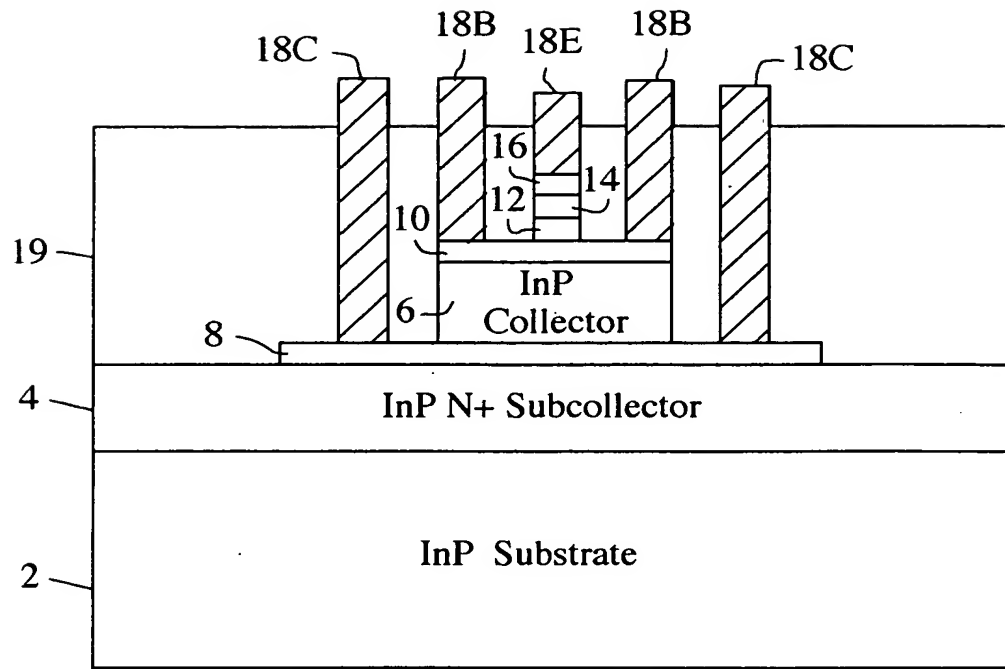 18C
18B
18E
18B
18C
16
14
12
10
19
InP
6
Collector
8
4
InP N+ Subcollector
InP Substrate
2